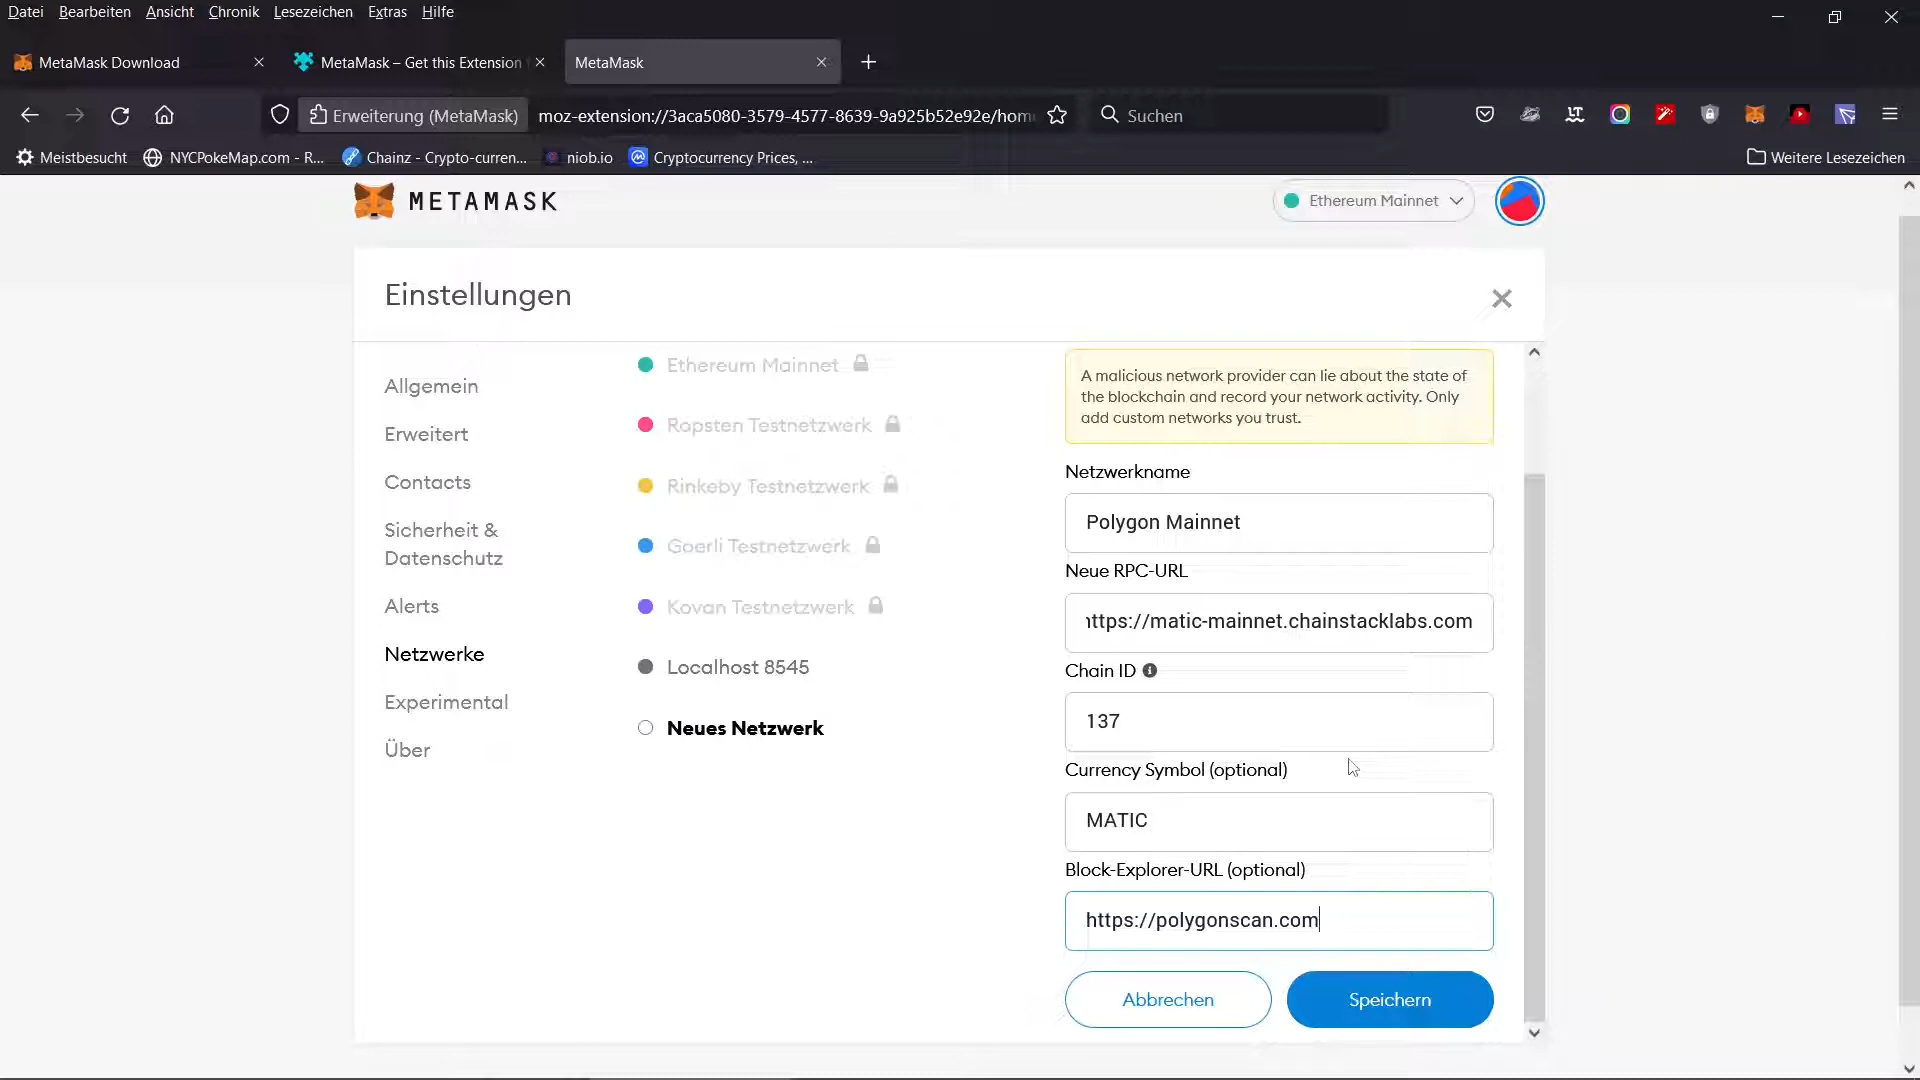 Datei Bearbeiten Ansicht Chronik Lesezeichen Extras Hilfe
MetaMask Download
MetaMask – Get this Extension
MetaMask
Erweiterung (MetaMask)
moz-extension://3aca5080-3579-4577-8639-9a925b52e92e/hom
Suchen
Meistbesucht
NYCPokeMap.com - R...
Chainz - Crypto-curren...
niob.io
Cryptocurrency Prices, ...
Weitere Lesezeichen
METAMASK
Ethereum Mainnet
Einstellungen
Allgemein
Erweitert
Contacts
Sicherheit &
Datenschutz
Alerts
Netzwerke
Experimental
Über
Ethereum Mainnet
Ropsten Testnetzwerk
Rinkeby Testnetzwerk
Goerli Testnetzwerk
Kovan Testnetzwerk
Localhost 8545
Neues Netzwerk
A malicious network provider can lie about the state of
the blockchain and record your network activity. Only
add custom networks you trust.
Netzwerkname
Polygon Mainnet
Neue RPC-URL
https://matic-mainnet.chainstacklabs.com
Chain ID
137
Currency Symbol (optional)
MATIC
Block-Explorer-URL (optional)
https://polygonscan.com
Abbrechen
Speichern